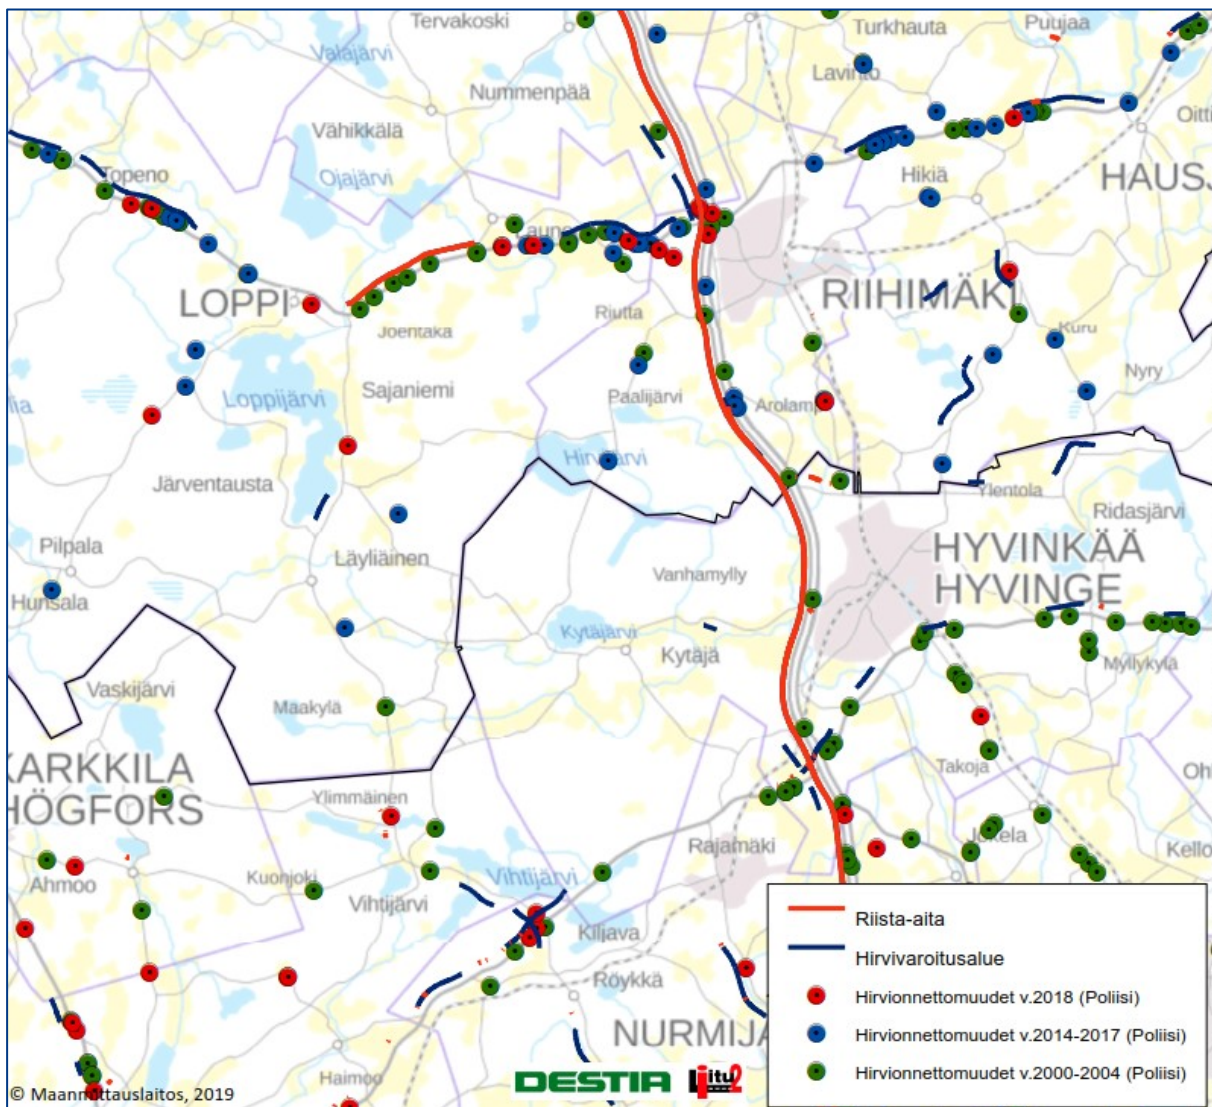 Tervakoski
Turkhauta
Puujaa
Valajärvi
Lavinto
Nummenpää
Oitti
Vähikkälä
Topeno
Ojajärvi
Hikiä
HAUSJ
Launo
LOPPI
RIIHIMÄKI
Riutta
Joentaka
Kuru
Nyry
Sajaniemi
Loppijärvi
Paalijärvi
Arolampi
Hirvijärvi
Järventausta
Ylentola
Ridasjärvi
Pilpala
Läyliäinen
HYVINKÄÄ
HYVINGE
Vanhamylly
Hunsala
Kytäjärvi
Kytäjä
Myllykylä
Vaskijärvi
Maakylä
KARKKILA
HÖGFORS
Takoja
Oh
Ylimmäinen
Rajamäki
Jokela
Kello
Ahmoo
Kuonjoki
Vihtijärvi
Vihtijärvi
Kiljava
Röykkä
NURMIJÄ
Haimoo
Riista-aita
Hirvivaroitusalue
Hirvionnettomuudet v.2018 (Poliisi)
Hirvionnettomuudet v.2014-2017 (Poliisi)
Hirvionnettomuudet v.2000-2004 (Poliisi)
DESTIA
© Maanmittauslaitos, 2019